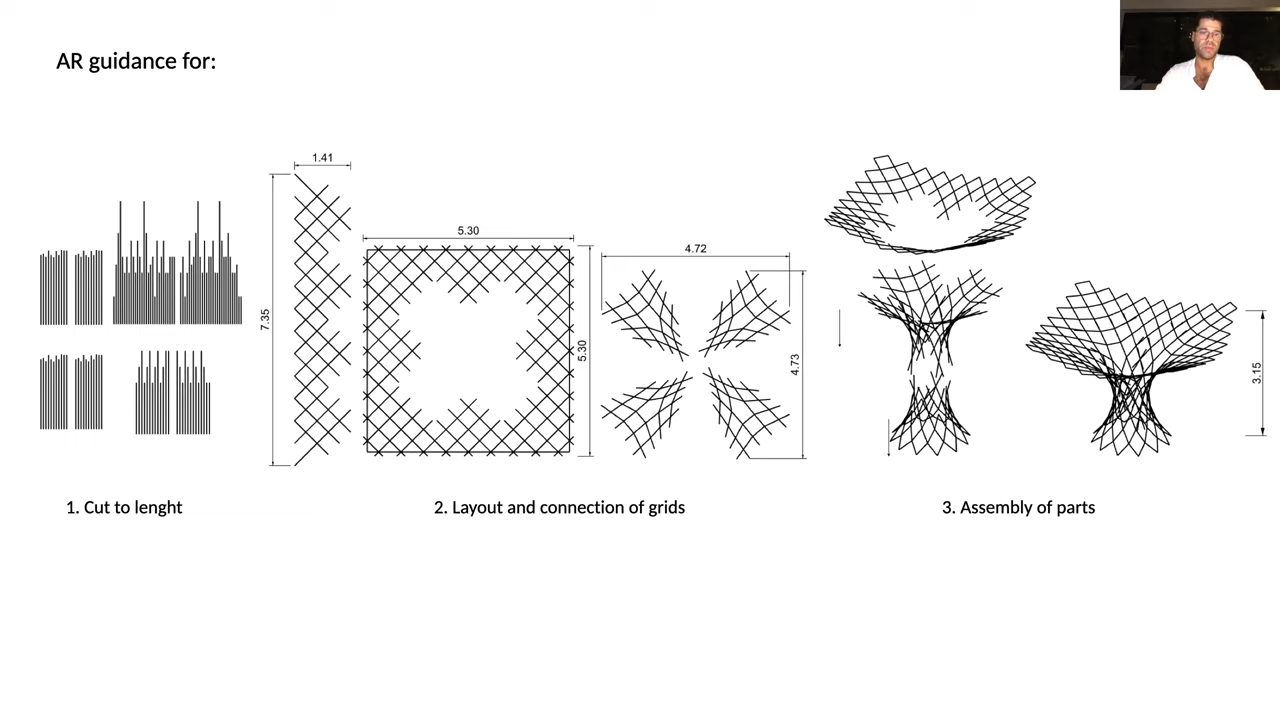 AR guidance for:
1.41
7.35
5.30
5.30
4.72
4.73
3.15
1. Cut to lenght
2. Layout and connection of grids
3. Assembly of parts